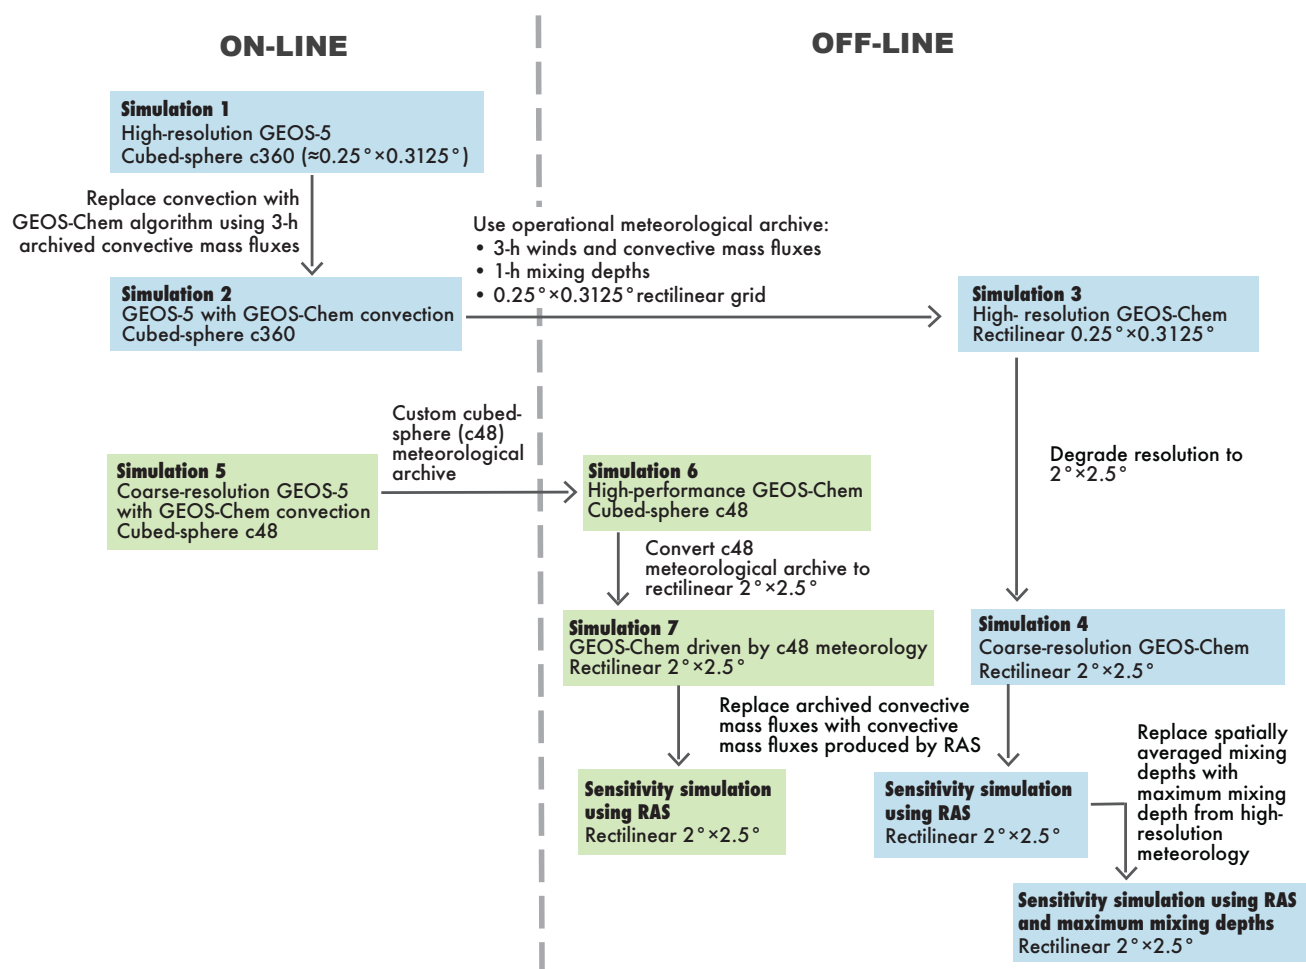 ON-LINE
OFF-LINE
Simulation 1
High-resolution GEOS-5
Cubed-sphere c360 (≈0.25°×0.3125°)
Replace convection with
GEOS-Chem algorithm using 3-h
archived convective mass fluxes
Use operational meteorological archive:
• 3-h winds and convective mass fluxes
• 1-h mixing depths
• 0.25°×0.3125° rectilinear grid
Simulation 2
GEOS-5 with GEOS-Chem convection
Cubed-sphere c360
Simulation 3
High- resolution GEOS-Chem
Rectilinear 0.25°×0.3125°
Custom cubed-
sphere (c48)
meteorological
archive
Degrade resolution to
2°×2.5°
Simulation 5
Coarse-resolution GEOS-5
with GEOS-Chem convection
Cubed-sphere c48
Simulation 6
High-performance GEOS-Chem
Cubed-sphere c48
Convert c48
meteorological archive to
rectilinear 2°×2.5°
Simulation 7
GEOS-Chem driven by c48 meteorology
Rectilinear 2°×2.5°
Simulation 4
Coarse-resolution GEOS-Chem
Rectilinear 2°×2.5°
Replace archived convective
mass fluxes with convective
mass fluxes produced by RAS
Replace spatially
averaged mixing
depths with
maximum mixing
depth from high-
resolution
meteorology
Sensitivity simulation
using RAS
Rectilinear 2°×2.5°
Sensitivity simulation
using RAS
Rectilinear 2°×2.5°
Sensitivity simulation using RAS
and maximum mixing depths
Rectilinear 2°×2.5°